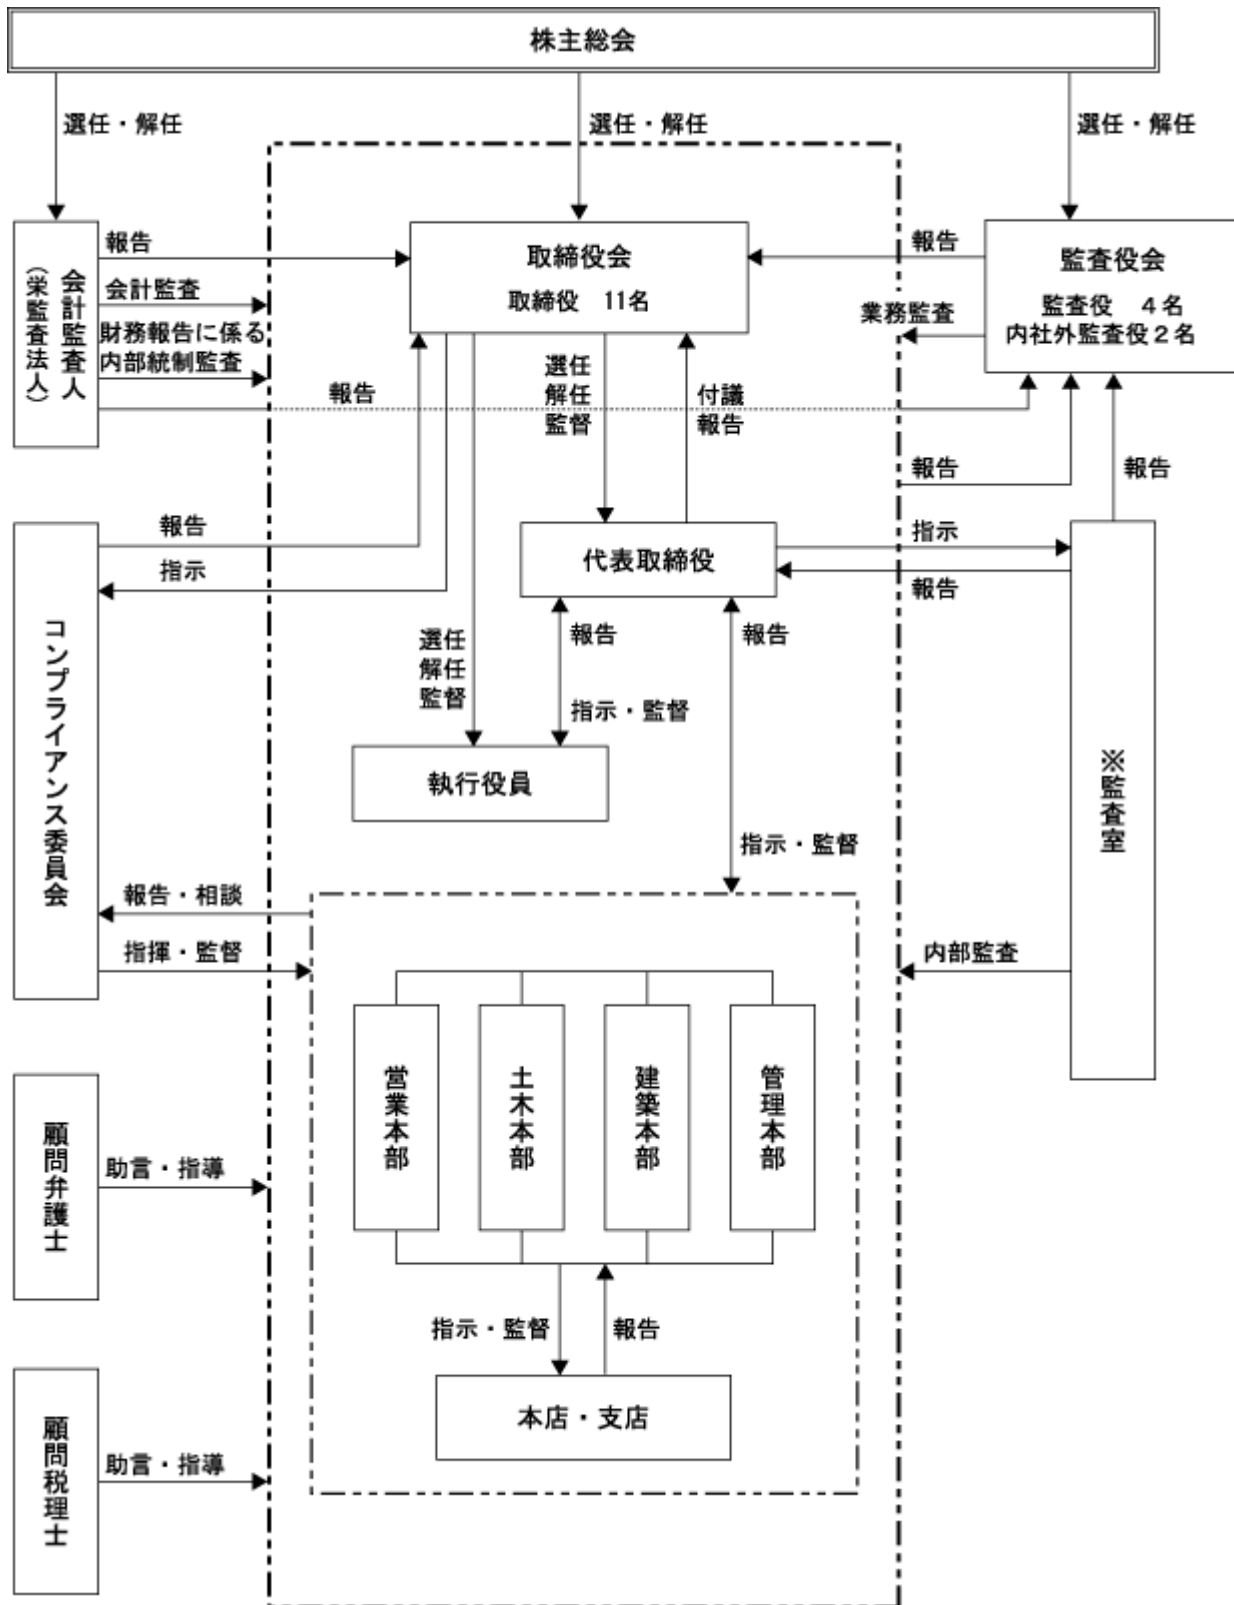 株主総会
選任・解任
選任・解任
選任・解任
会計監査人
（栄監査法人）
報告
会計監査
財務報告に係る
内部統制監査
報告
取締役会
取締役　11名
報告
業務監査
監査役会
監査役　４名
内社外監査役２名
選任
解任
監督
付議
報告
報告
報告
コンプライアンス委員会
報告
指示
代表取締役
指示
報告
※監査室
選任
解任
監督
報告
指示・監督
報告
指示・監督
執行役員
報告・相談
指揮・監督
内部監査
営業本部
土木本部
建築本部
管理本部
顧問弁護士
助言・指導
指示・監督
報告
本店・支店
顧問税理士
助言・指導